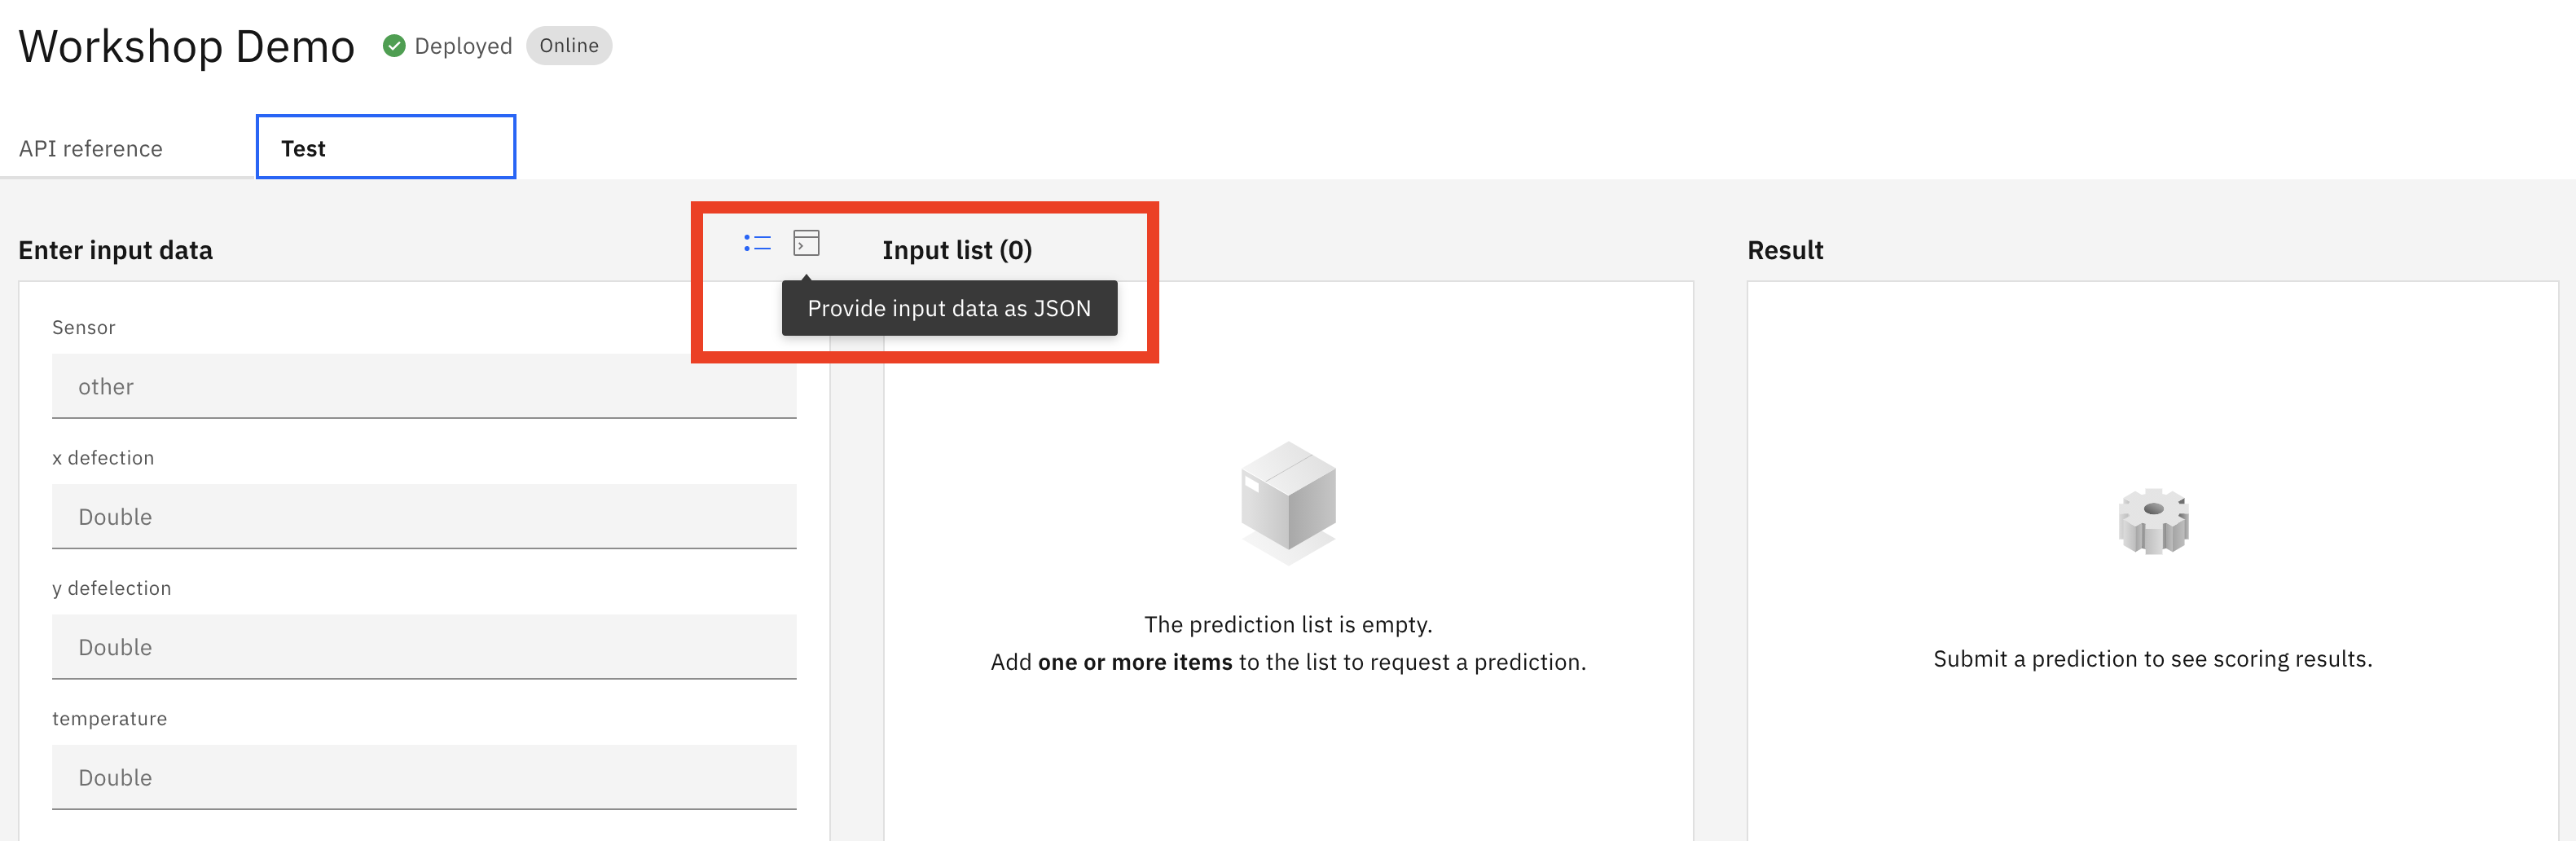 Workshop Demo
Deployed
Online
API reference
Test
Enter input data
Input list (0)
Result
Provide input data as JSON
Sensor
other
x defection
Double
y defelection
Double
temperature
Double
The prediction list is empty.
Add one or more items to the list to request a prediction.
Submit a prediction to see scoring results.